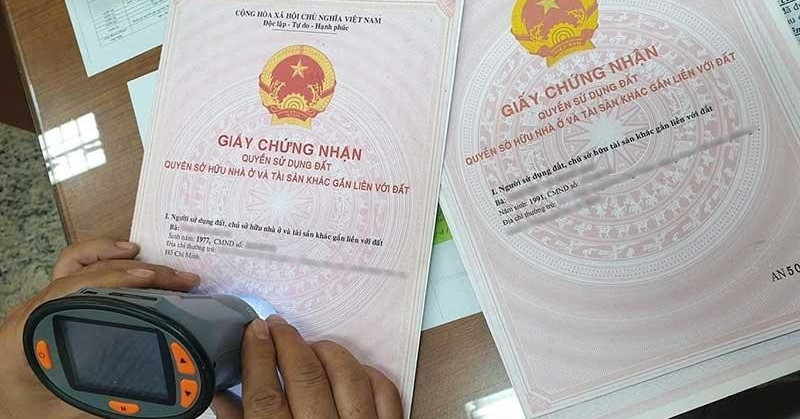 CỘNG HÒA XÃ HỘI CHỦ NGHĨA VIỆT NAM
Độc lập - Tự do - Hạnh phúc
GIẤY CHỨNG NHẬN
QUYỀN SỬ DỤNG ĐẤT
QUYỀN SỞ HỮU NHÀ Ở VÀ TÀI SẢN KHÁC GẮN LIỀN VỚI ĐẤT
I. Người sử dụng đất, chủ sở hữu nhà ở và tài sản khác gắn liền với đất
Bà:
Sinh năm: 1977, CMND số:
Địa chỉ thường trú:
Hồ Chí Minh.
GIẤY CHỨNG NHẬN
QUYỀN SỬ DỤNG ĐẤT
QUYỀN SỞ HỮU NHÀ Ở VÀ TÀI SẢN KHÁC GẮN LIỀN VỚI ĐẤT
I. Người sử dụng đất, chủ sở hữu nhà ở và tài sản khác gắn liền với đất
Bà:
Năm sinh: 1991, CMND số:
Địa chỉ thường trú:
AN 50
M